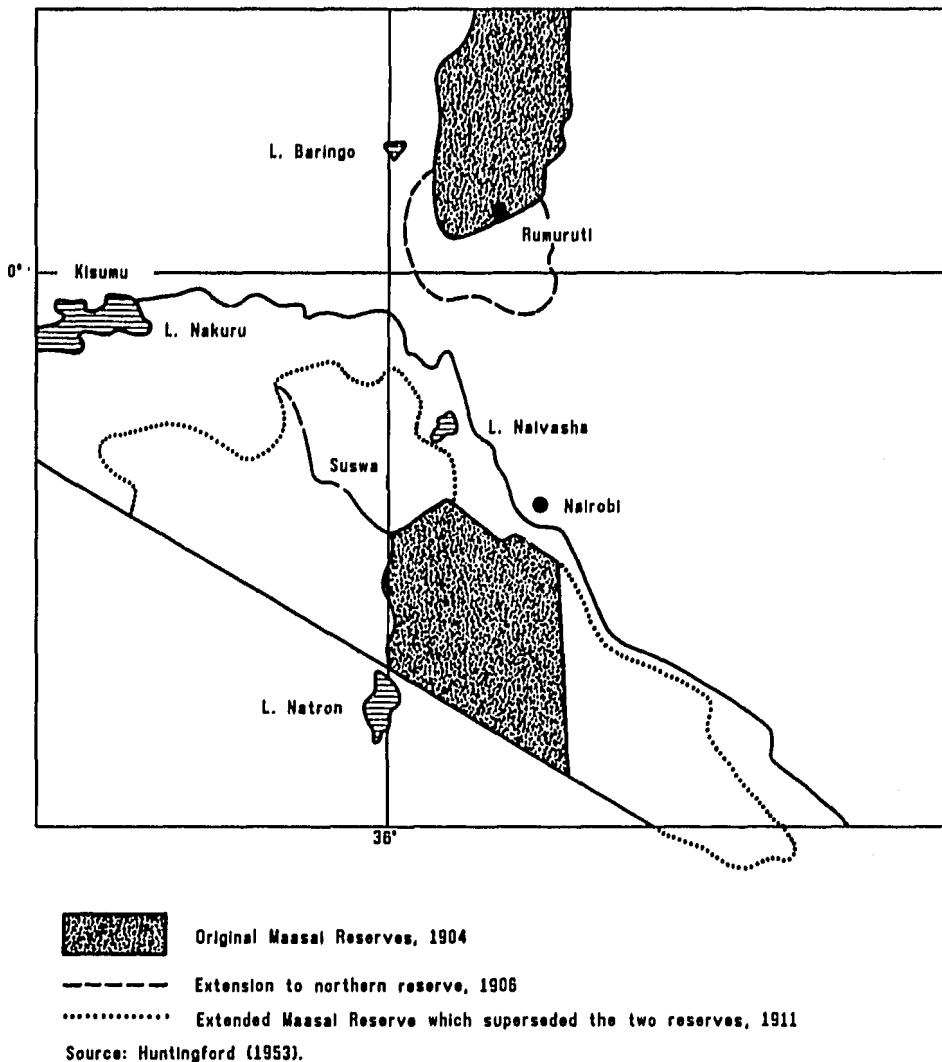 L. Baringo
Rumuruti
0°
Kisumu
L. Nakuru
L. Naivasha
Suswa
Nairobi
L. Natron
36°
Original Maasai Reserves, 1904
Extension to northern reserve, 1906
Extended Maasai Reserve which superseded the two reserves, 1911
Source: Huntingford (1953).